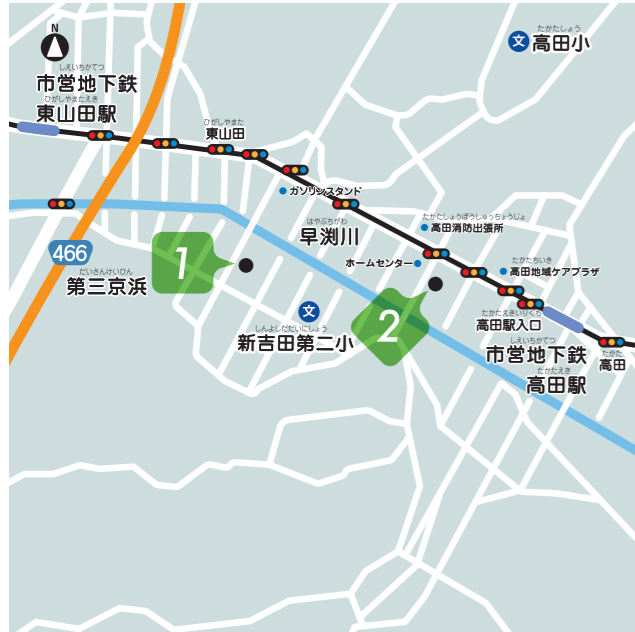 N
しえいちかてつ
市営地下鉄
ひがしやまたえき
東山田駅
たかたしょう
文 高田小
ひがしやまた
東山田
ガソリンスタンド
はやぶちがわ
早渕川
たかたしょうぼうしゅっちょうじょ
高田消防出張所
ホームセンター
たかたちいき
高田地域ケアプラザ
466
だいさんけいひん
第三京浜
1
文
しんよしだだいにしょう
新吉田第二小
2
たかたえきいりくち
高田駅入口
市営地下鉄
しえいちかてつ
たかたえき
高田駅
たかた
高田